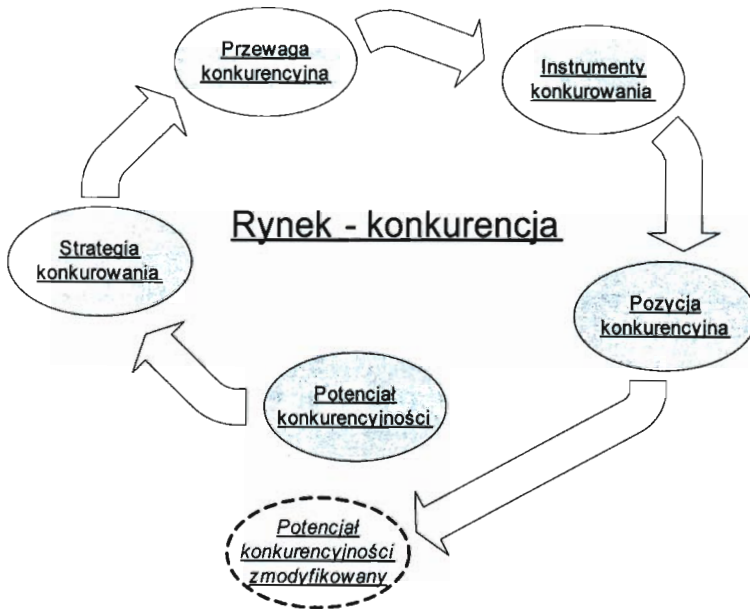 Przewaga
konkurencyjna
Instrumenty
konkurowania
Rynek - konkurencja
Strategia
konkurowania
Pozycja
konkurencyjna
Potencjał
konkurencyjności
Potencjał
konkurencyjności
zmodyfikowany